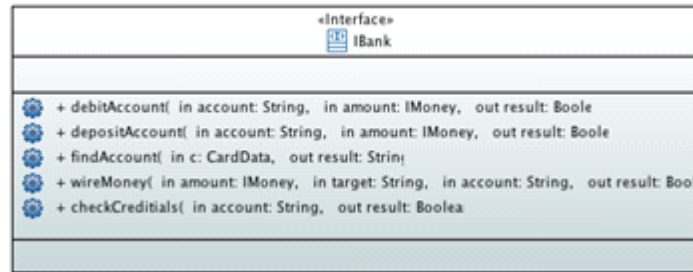 «Interface»
IBank
+ debitAccount( in account: String, in amount: IMoney, out result: Boole
+ depositAccount( in account: String, in amount: IMoney, out result: Boole
+ findAccount( in c: CardData, out result: String
+ wireMoney( in amount: IMoney, in target: String, in account: String, out result: Bool
+ checkCreditials( in account: String, out result: Boolea